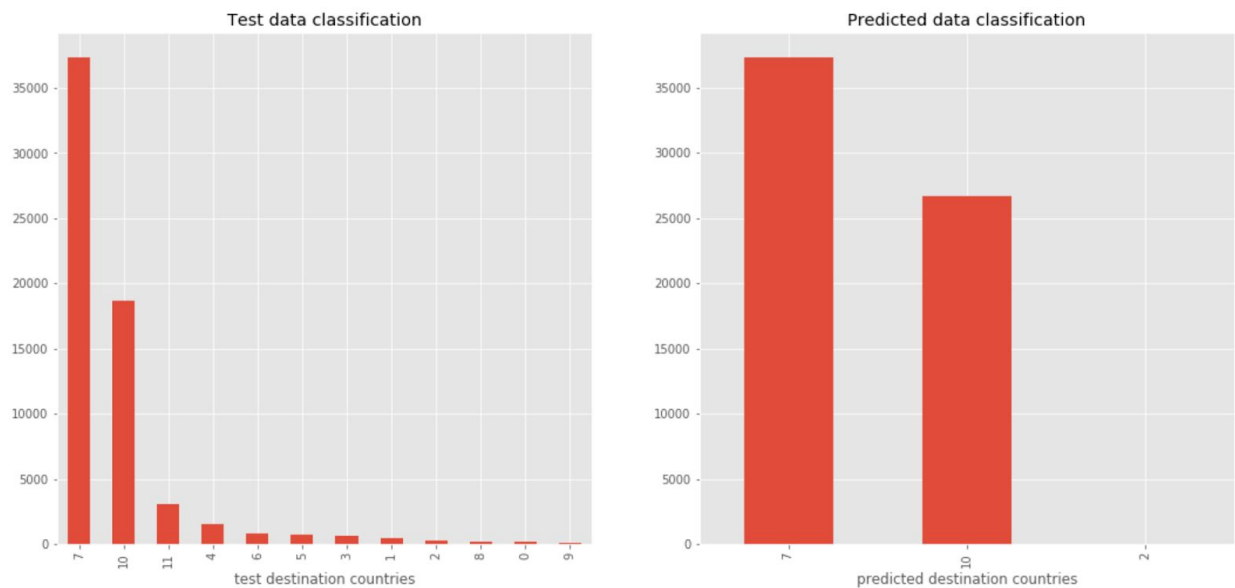 Test data classification
35000
30000
25000
20000
15000
10000
5000
0
7 10 11 4 6 5 3 1 2 8 0 9
test destination countries
Predicted data classification
35000
30000
25000
20000
15000
10000
5000
0
7 10 2
predicted destination countries